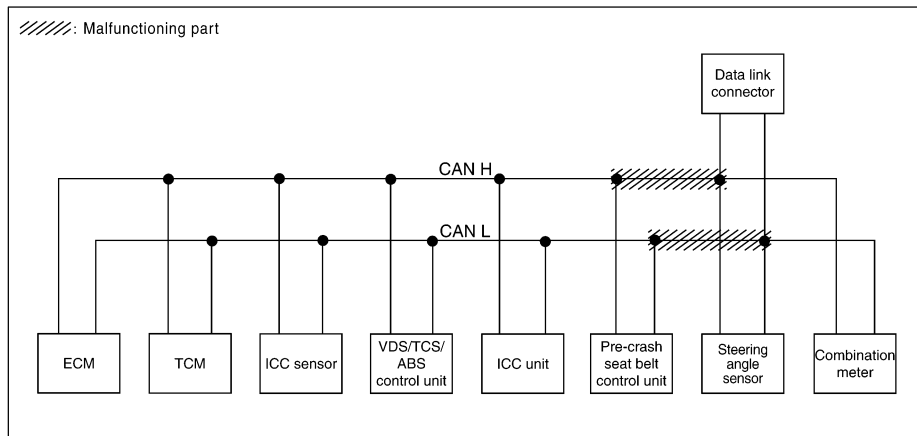 : Malfunctioning part
Data link
connector
CAN H
CAN L
ECM
TCM
ICC sensor
VDS/TCS/
ABS
control unit
ICC unit
Pre-crash
seat belt
control unit
Steering
angle
sensor
Combination
meter